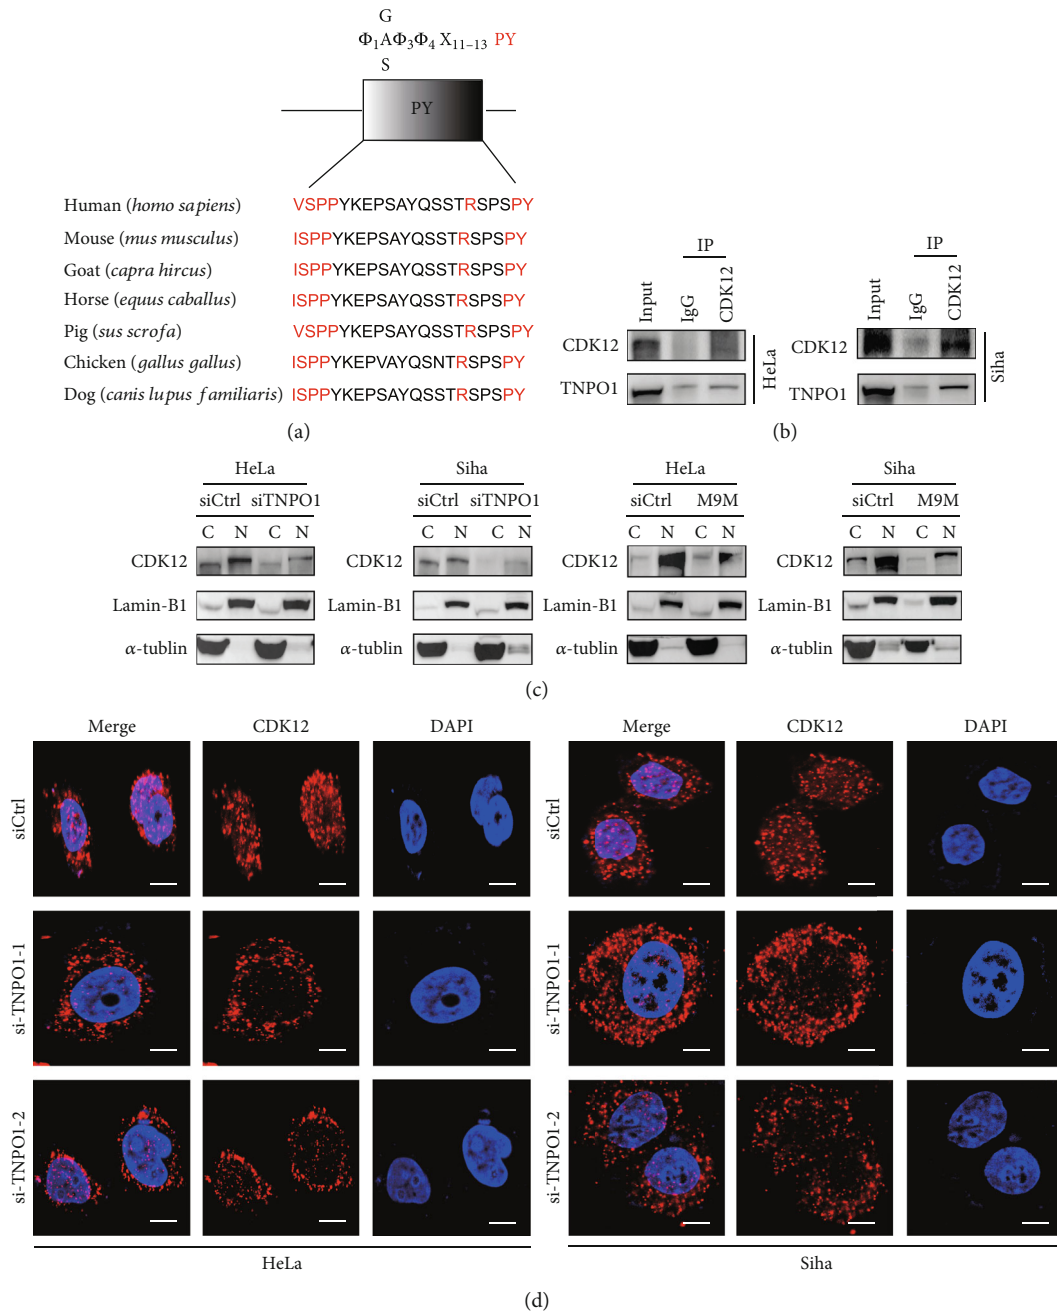 G
Φ1AΦ3Φ4 X11–13 PY
S
PY
Human (homo sapiens) VSPPYKEPSAYQSSTRSPSPY
Mouse (mus musculus) ISPPYKEPSAYQSSTRSPSPY
Goat (capra hircus) ISPPYKEPSAYQSSTRSPSPY
Horse (equus caballus) ISPPYKEPSAYQSSTRSPSPY
Pig (sus scrofa) VSPPYKEPSAYQSSTRSPSPY
Chicken (gallus gallus) ISPPYKEPVAYQSNTRSPSPY
Dog (canis lupus familiaris) ISPPYKEPSAYQSSTRSPSPY
(a)
IP
Input IgG CDK12
CDK12
TNPO1
HeLa
IP
Input IgG CDK12
CDK12
TNPO1
Siha
(b)
HeLa
siCtrl siTNPO1
C N C N
CDK12
Lamin-B1
α-tublin
Siha
siCtrl siTNPO1
C N C N
CDK12
Lamin-B1
α-tublin
HeLa
siCtrl M9M
C N C N
CDK12
Lamin-B1
α-tublin
Siha
siCtrl M9M
C N C N
CDK12
Lamin-B1
α-tublin
(c)
Merge CDK12 DAPI
siCtrl
si-TNPO1-1
si-TNPO1-2
HeLa
Merge CDK12 DAPI
siCtrl
si-TNPO1-1
si-TNPO1-2
Siha
(d)